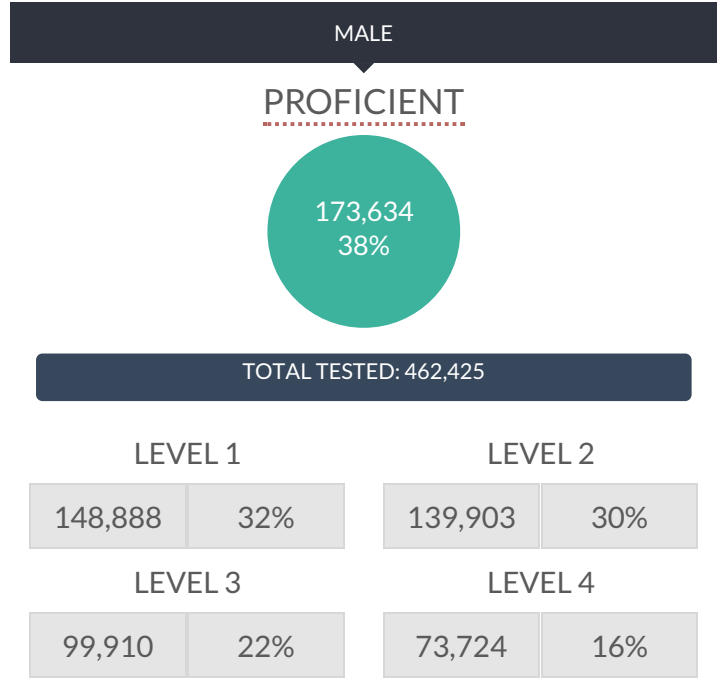 MALE
PROFICIENT
173,634
38%
TOTAL TESTED: 462,425
LEVEL 1
148,888 32%
LEVEL 2
139,903 30%
LEVEL 3
99,910 22%
LEVEL 4
73,724 16%